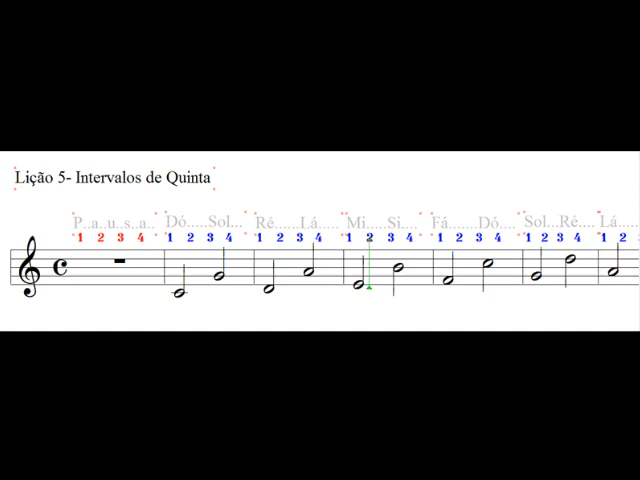 Lição 5- Intervalos de Quinta
P..a..u..s..a.. Dó.....Sol... Ré......Lá.... Mi.....Si.... Fá.......Dó.... Sol...Ré.... Lá....
1 2 3 4 1 2 3 4 1 2 3 4 1 2 3 4 1 2 3 4 1 2 3 4 1